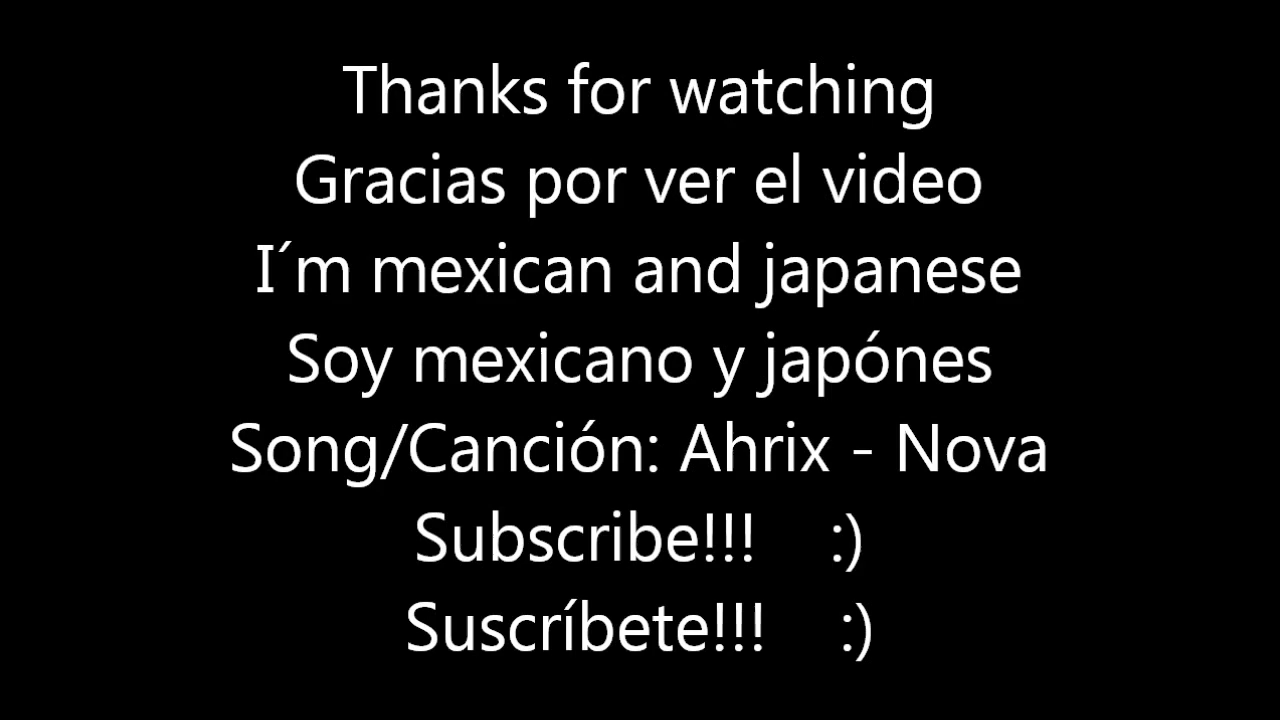 Thanks for watching
Gracias por ver el video
I´m mexican and japanese
Soy mexicano y japónes
Song/Canción: Ahrix - Nova
Subscribe!!! :)
Suscríbete!!! :)